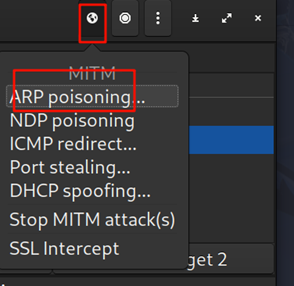 MITM
ARP poisoning...
NDP poisoning
ICMP redirect...
Port stealing...
DHCP spoofing...
Stop MITM attack(s)
SSL Intercept
get 2